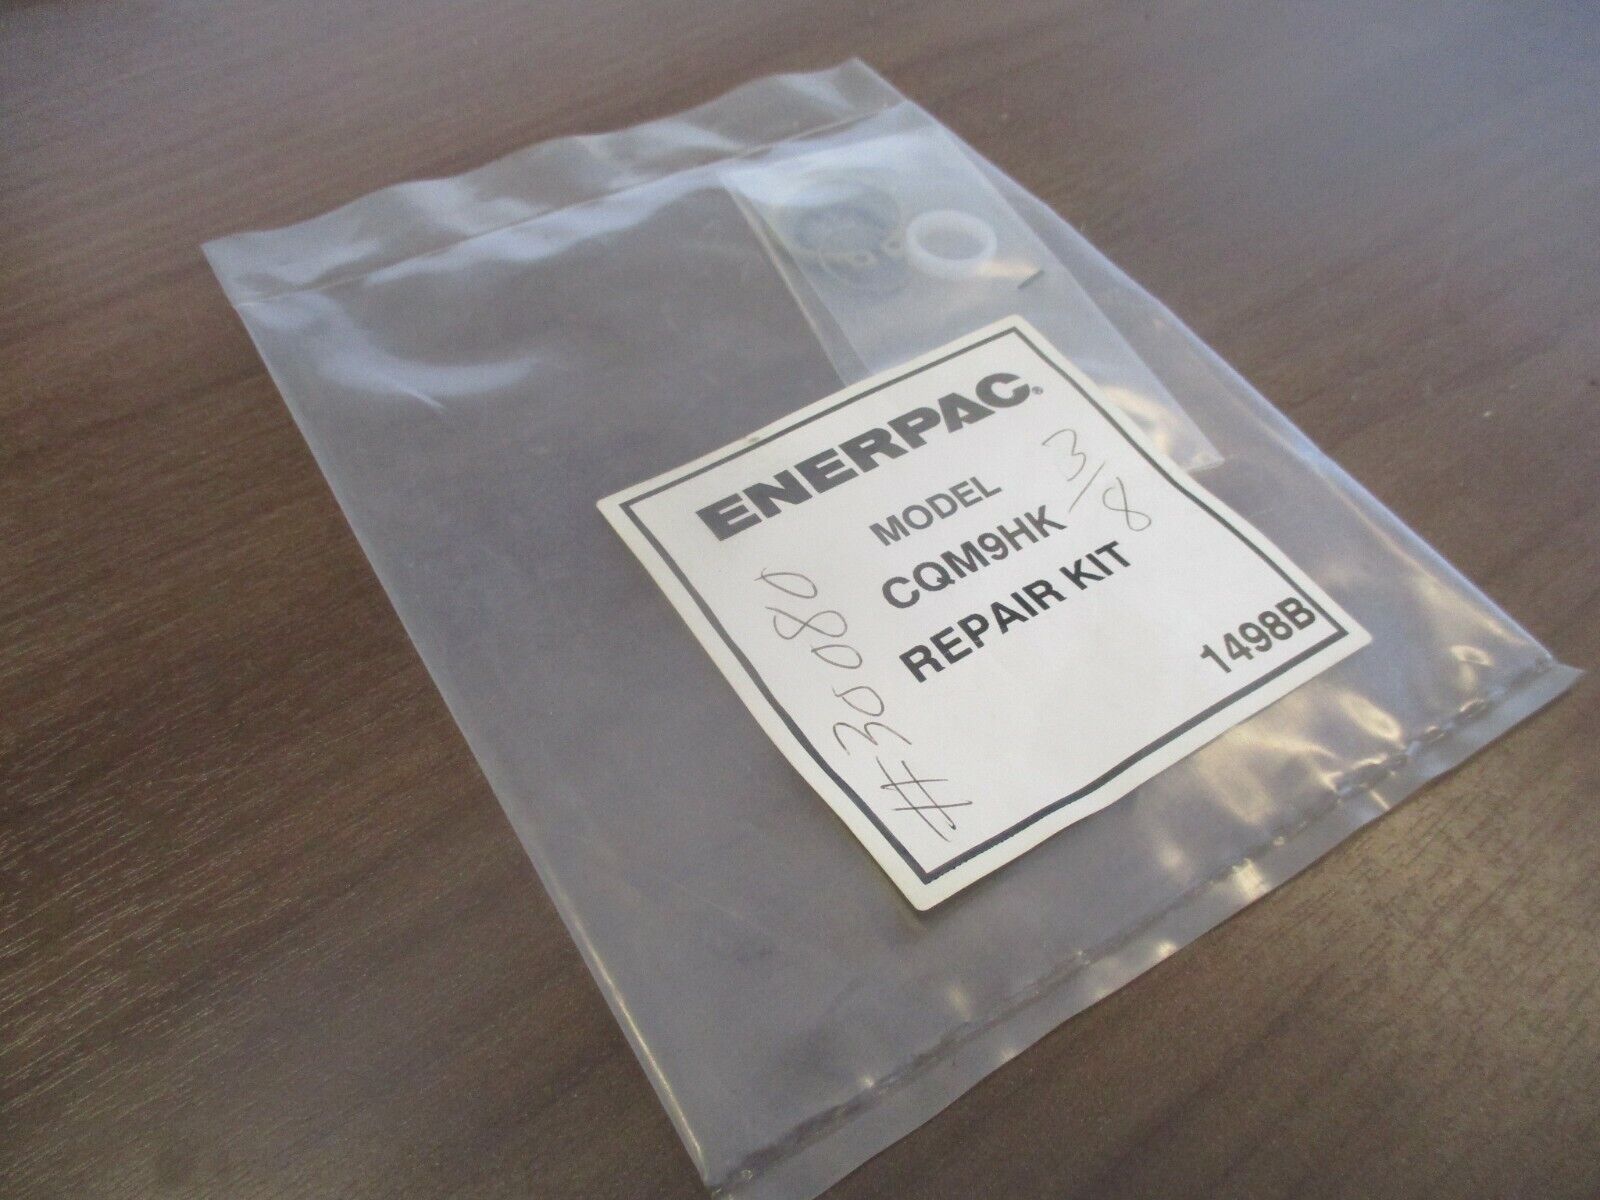 ENERPAC®
MODEL
CQM9HK
REPAIR KIT
1498B
3/8
#30080